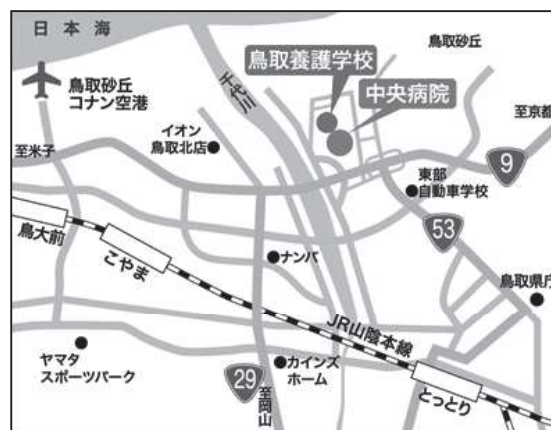 日本海
鳥取砂丘
コナン空港
千代川
鳥取養護学校
中央病院
鳥取砂丘
至京都
イオン
鳥取北店
至米子
9
東部
自動車学校
53
鳥大前
こやま
ナンバ
鳥取県庁
JR山陰本線
ヤマタ
スポーツパーク
29
至岡山
カインズ
ホーム
とっとり